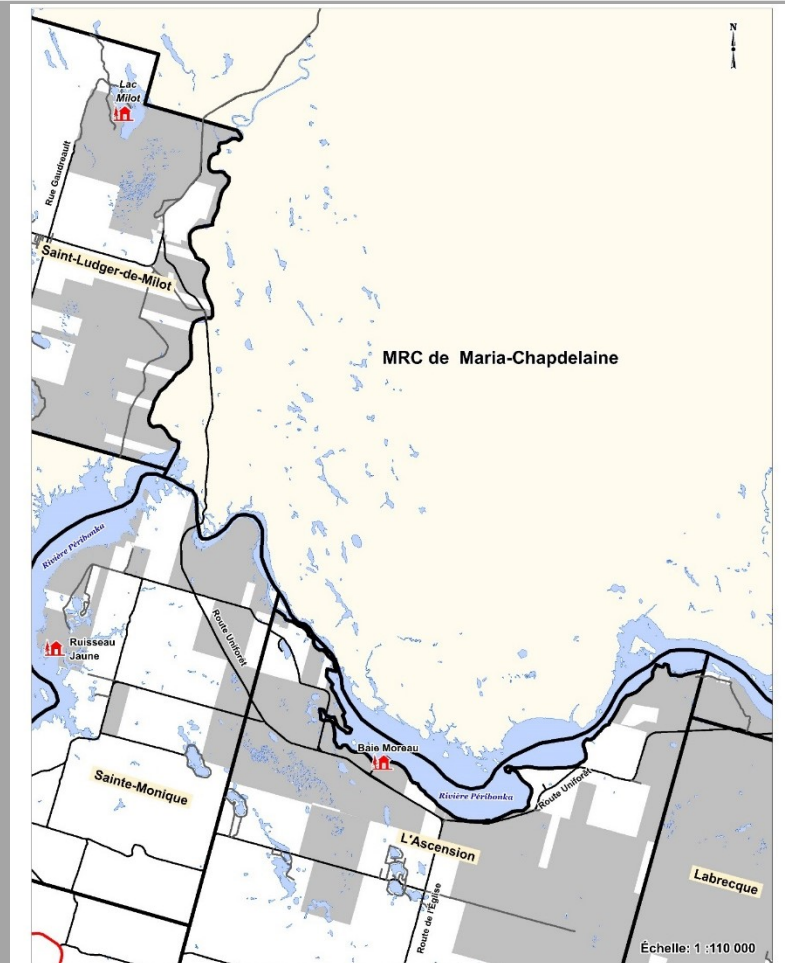 N
Lac
Milot
Rue Gaudreault
Saint-Ludger-de-Milot
MRC de Maria-Chapdelaine
Rivière Péribonka
Route Uniforêt
Ruisseau
Jaune
Baie Moreau
Sainte-Monique
Rivière Péribonka
Route Uniforêt
L'Ascension
Labrecque
Route de l'Église
Échelle: 1 :110 000